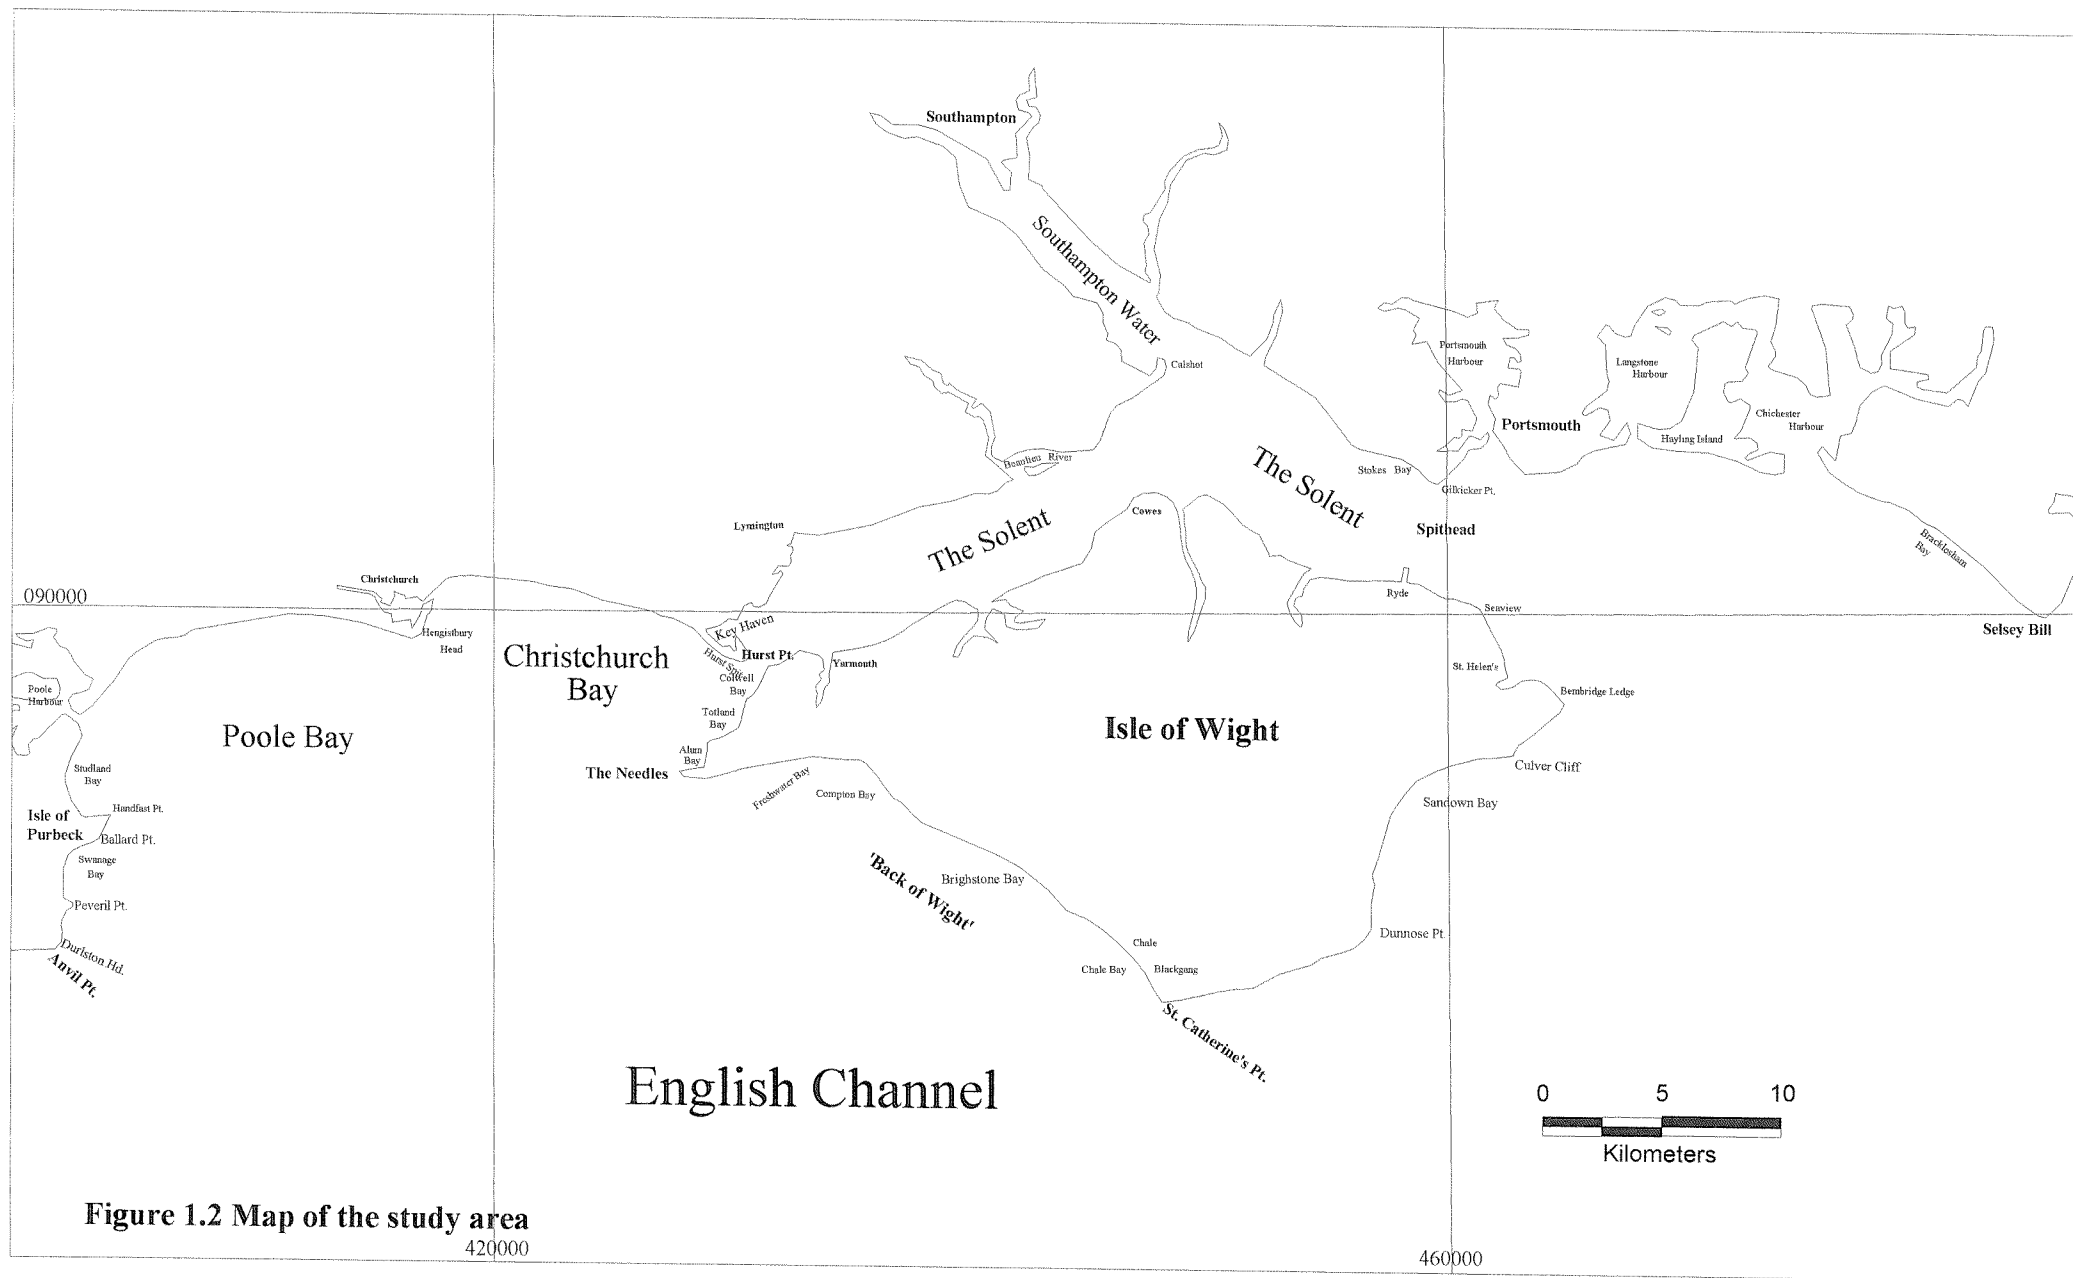 Southampton
Southampton Water
Calshot
Portsmouth
Harbour
Langstone
Harbour
Chichester
Harbour
Portsmouth
Hayling Island
Beaulieu River
Stokes Bay
Gilkicker Pt.
The Solent
The Solent
Cowes
Lymington
Spithead
Bracklesham
Bay
Christchurch
090000
Ryde
Seaview
Selsey Bill
Hengistbury
Head
Key Haven
Hurst Pt.
Hurst Spit
Yarmouth
Christchurch
Bay
Colwell
Bay
St. Helen's
Bembridge Ledge
Poole
Harbour
Totland
Bay
Poole Bay
Isle of Wight
Alum
Bay
The Needles
Culver Cliff
Studland
Bay
Freshwater Bay
Compton Bay
Sandown Bay
Handfast Pt.
Isle of
Purbeck
Ballard Pt.
Swanage
Bay
'Back of Wight'
Brighstone Bay
Peveril Pt.
Dunnose Pt.
Durlston Hd.
Anvil Pt.
Chale
Chale Bay
Blackgang
St. Catherine's Pt.
English Channel
0 5 10
Kilometers
Figure 1.2 Map of the study area
420000
460000